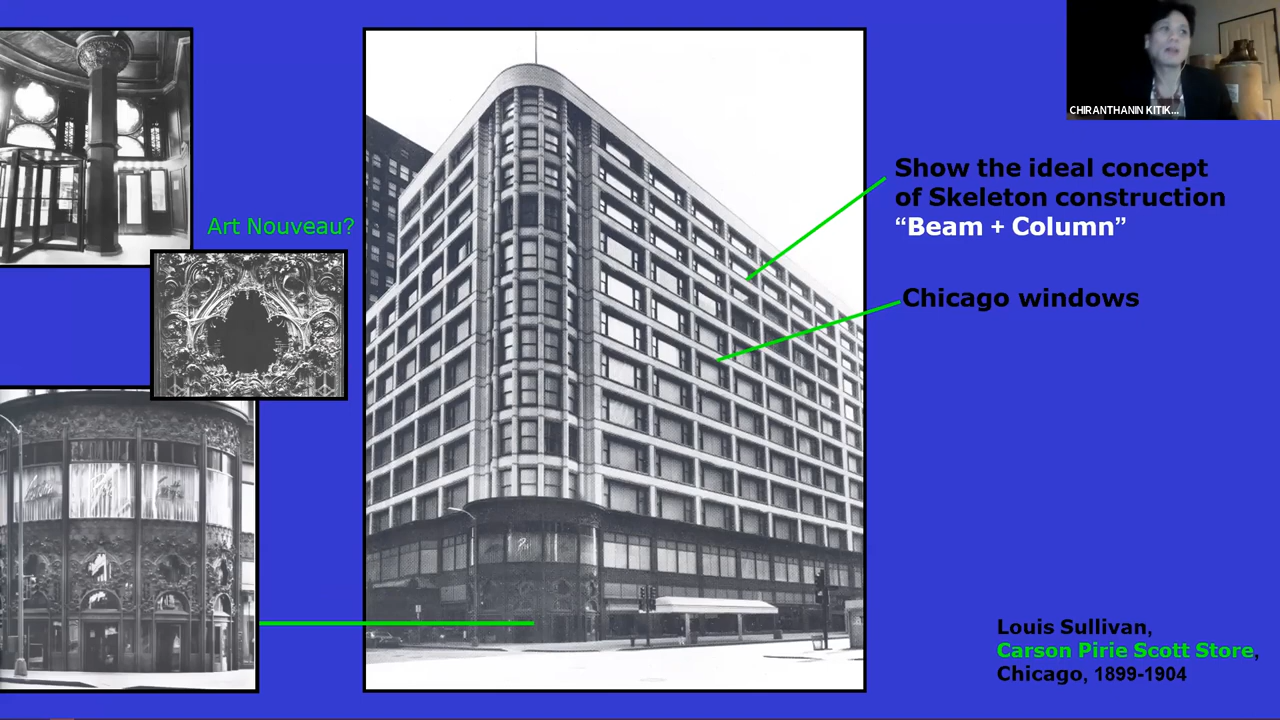 CHIRANTHANIN KITIK...
Show the ideal concept
of Skeleton construction
“Beam + Column”
Art Nouveau?
Chicago windows
Louis Sullivan,
Carson Pirie Scott Store,
Chicago, 1899-1904